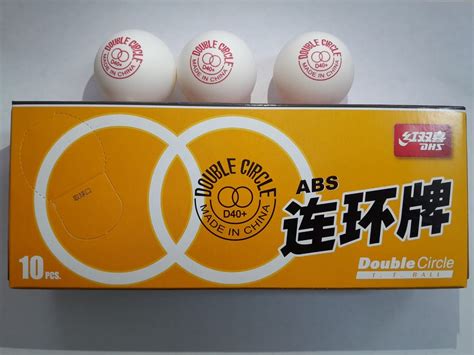 DOUBLE CIRCLE
D40+
MADE IN CHINA
DOUBLE CIRCLE
D40+
MADE IN CHINA
DOUBLE CIRCLE
D40+
MADE IN CHINA
红双喜
DHS
DOUBLE CIRCLE
D40+
MADE IN CHINA
ABS
连环牌
10 PCS.
Double Circle
T. T. BALL